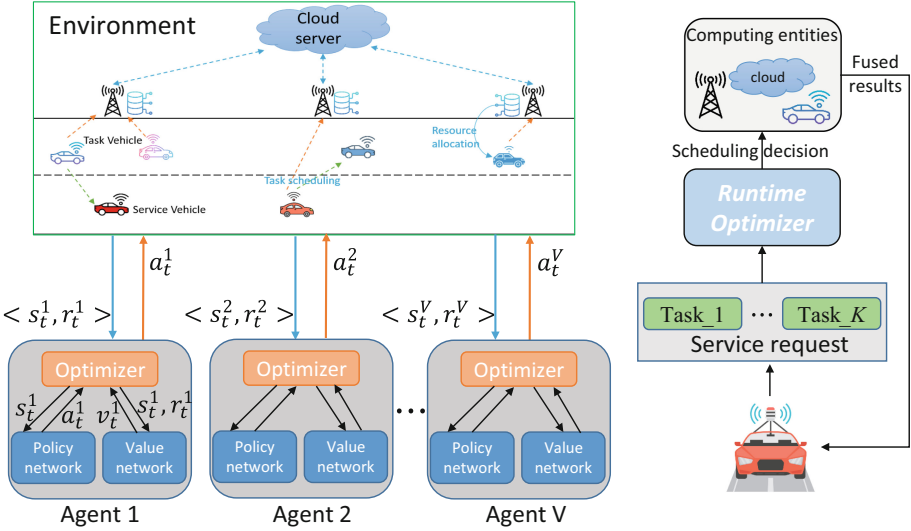 Environment
Cloud
server
Task Vehicle
Resource
allocation
Task scheduling
Service Vehicle
a_t^1
a_t^2
a_t^V
< s_t^1, r_t^1 >
< s_t^2, r_t^2 >
< s_t^V, r_t^V >
Optimizer
s_t^1
a_t^1
v_t^1
s_t^1, r_t^1
Policy
network
Value
network
Agent 1
Optimizer
Policy
network
Value
network
Agent 2
...
Optimizer
Policy
network
Value
network
Agent V
Computing entities
cloud
Fused
results
Scheduling decision
Runtime
Optimizer
Task_1 ... Task_K
Service request